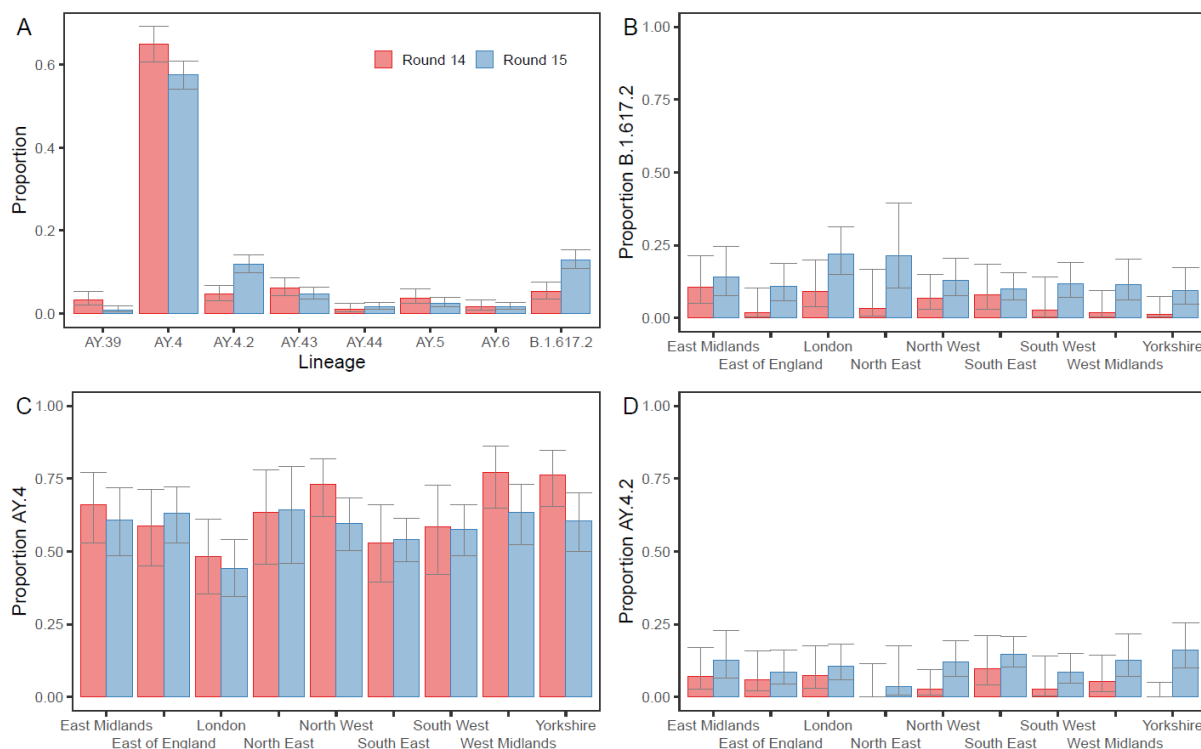 A
Proportion
0.6
0.4
0.2
0.0
Round 14
Round 15
AY.39
AY.4
AY.4.2
AY.43
AY.44
AY.5
AY.6
B.1.617.2
Lineage
B
Proportion B.1.617.2
1.00
0.75
0.50
0.25
0.00
East Midlands
London
North West
South West
Yorkshire
East of England
North East
South East
West Midlands
C
Proportion AY.4
1.00
0.75
0.50
0.25
0.00
East Midlands
London
North West
South West
Yorkshire
East of England
North East
South East
West Midlands
D
Proportion AY.4.2
1.00
0.75
0.50
0.25
0.00
East Midlands
London
North West
South West
Yorkshire
East of England
North East
South East
West Midlands